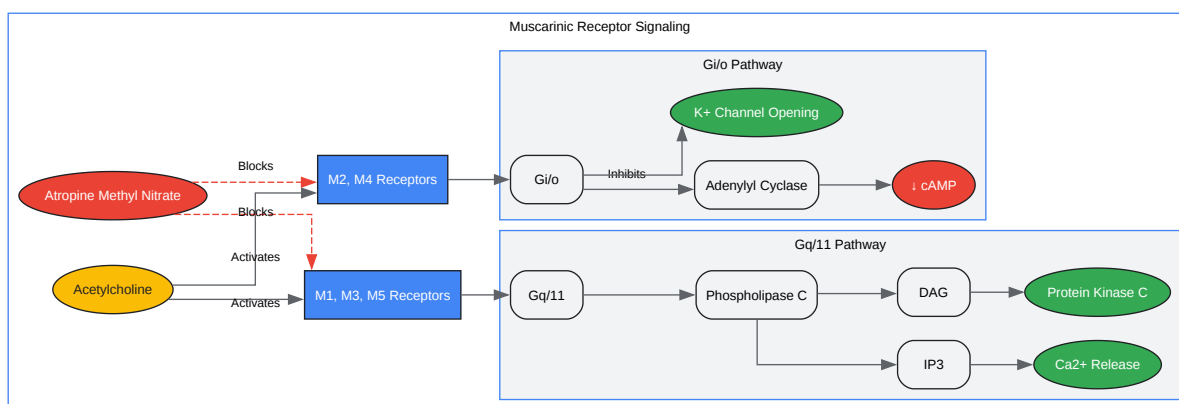 Muscarinic Receptor Signaling
Gi/o Pathway
K+ Channel Opening
Blocks
Atropine Methyl Nitrate
M2, M4 Receptors
Gi/o
Inhibits
Adenylyl Cyclase
↓ cAMP
Blocks
Activates
Gq/11 Pathway
Acetylcholine
Activates
M1, M3, M5 Receptors
Gq/11
Phospholipase C
DAG
Protein Kinase C
IP3
Ca2+ Release